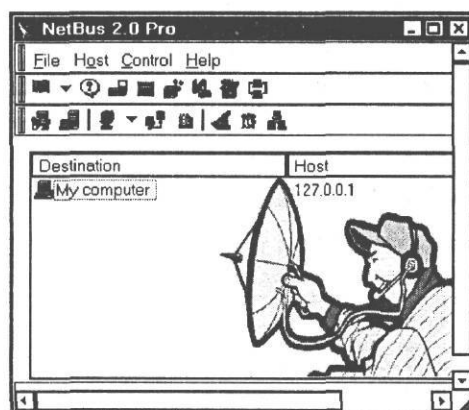 NetBus 2.0 Pro
File Host Control Help
Destination Host
My computer 127.0.0.1